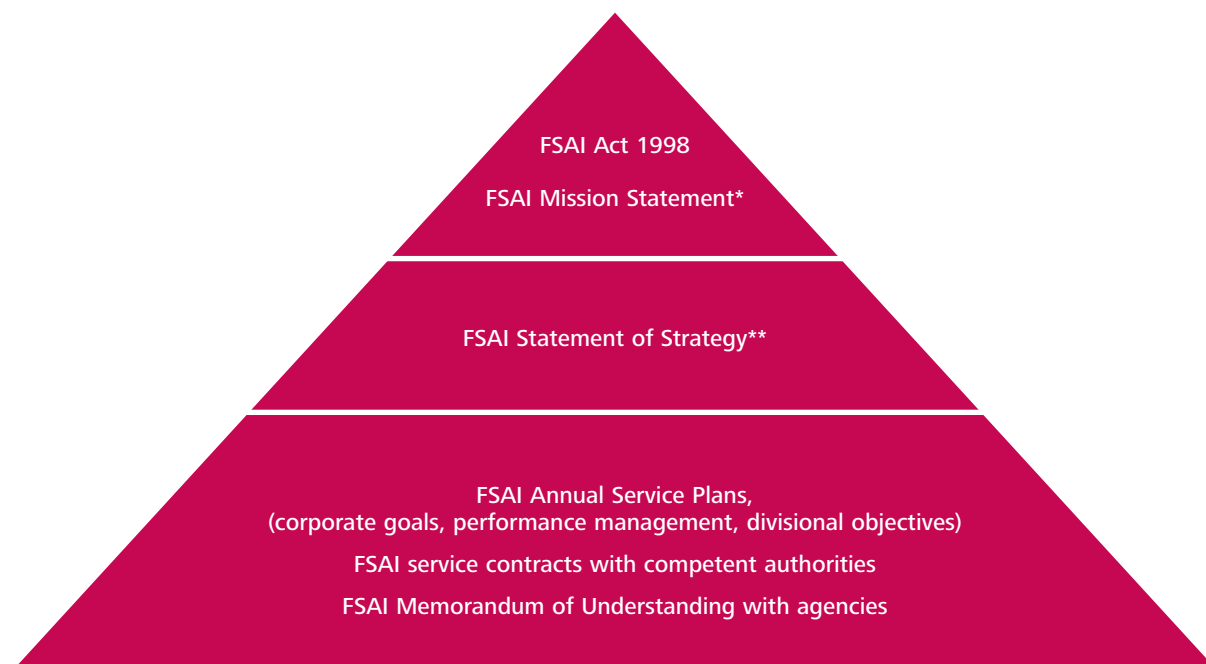 FSAI Act 1998
FSAI Mission Statement*
FSAI Statement of Strategy**
FSAI Annual Service Plans,
(corporate goals, performance management, divisional objectives)
FSAI service contracts with competent authorities
FSAI Memorandum of Understanding with agencies